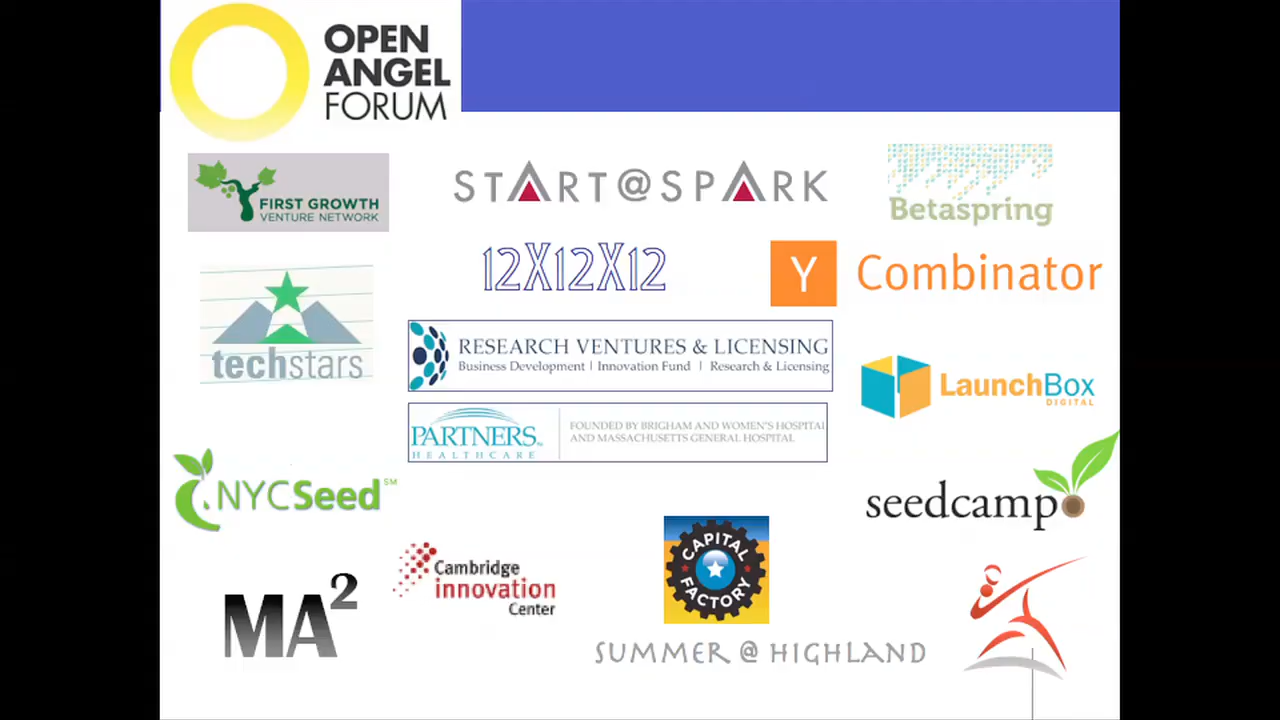 OPEN
ANGEL
FORUM
FIRST GROWTH
VENTURE NETWORK
START@SPARK
Betaspring
12X12X12
Y Combinator
techstars
RESEARCH VENTURES & LICENSING
Business Development | Innovation Fund | Research & Licensing
LaunchBox
DIGITAL
PARTNERS
HEALTHCARE
FOUNDED BY BRIGHAM AND WOMEN'S HOSPITAL
AND MASSACHUSETTS GENERAL HOSPITAL
NYCSeed℠
seedcamp
Cambridge
innovation
Center
CAPITAL
FACTORY
MA²
SUMMER @ HIGHLAND